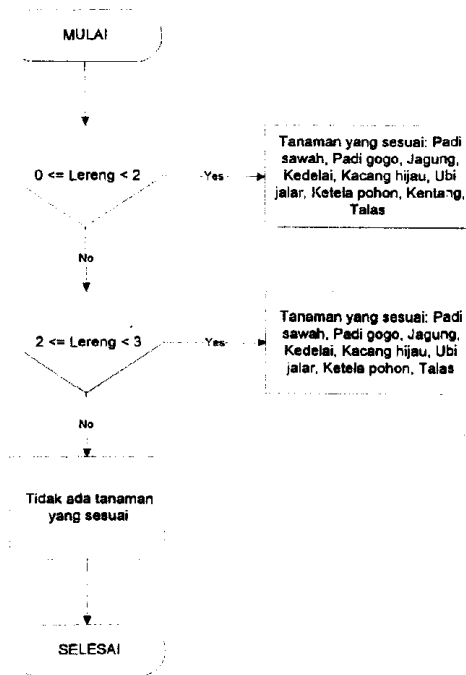 MULAI
0 <= Lereng < 2
Yes
Tanaman yang sesuai: Padi
sawah, Padi gogo, Jagung,
Kedelai, Kacang hijau, Ubi
jalar, Ketela pohon, Kentang,
Talas
No
2 <= Lereng < 3
Yes
Tanaman yang sesuai: Padi
sawah, Padi gogo, Jagung,
Kedelai, Kacang hijau, Ubi
jalar, Ketela pohon, Talas
No
Tidak ada tanaman
yang sesuai
SELESAI